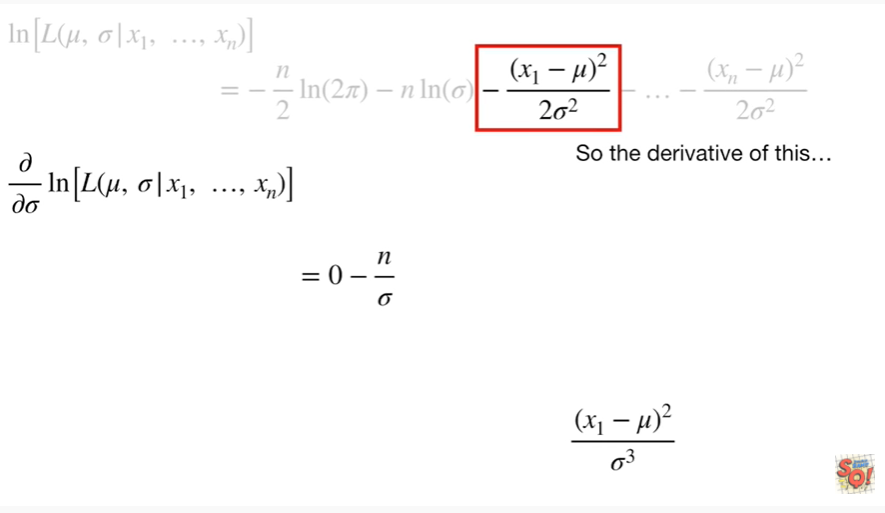 ln[L(μ, σ|x₁, …, xₙ)]
= − n/2 ln(2π) − n ln(σ) − (x₁ − μ)²/2σ² − … − (xₙ − μ)²/2σ²
So the derivative of this…
∂/∂σ ln[L(μ, σ|x₁, …, xₙ)]
= 0 − n/σ
(x₁ − μ)²/σ³
SQ!